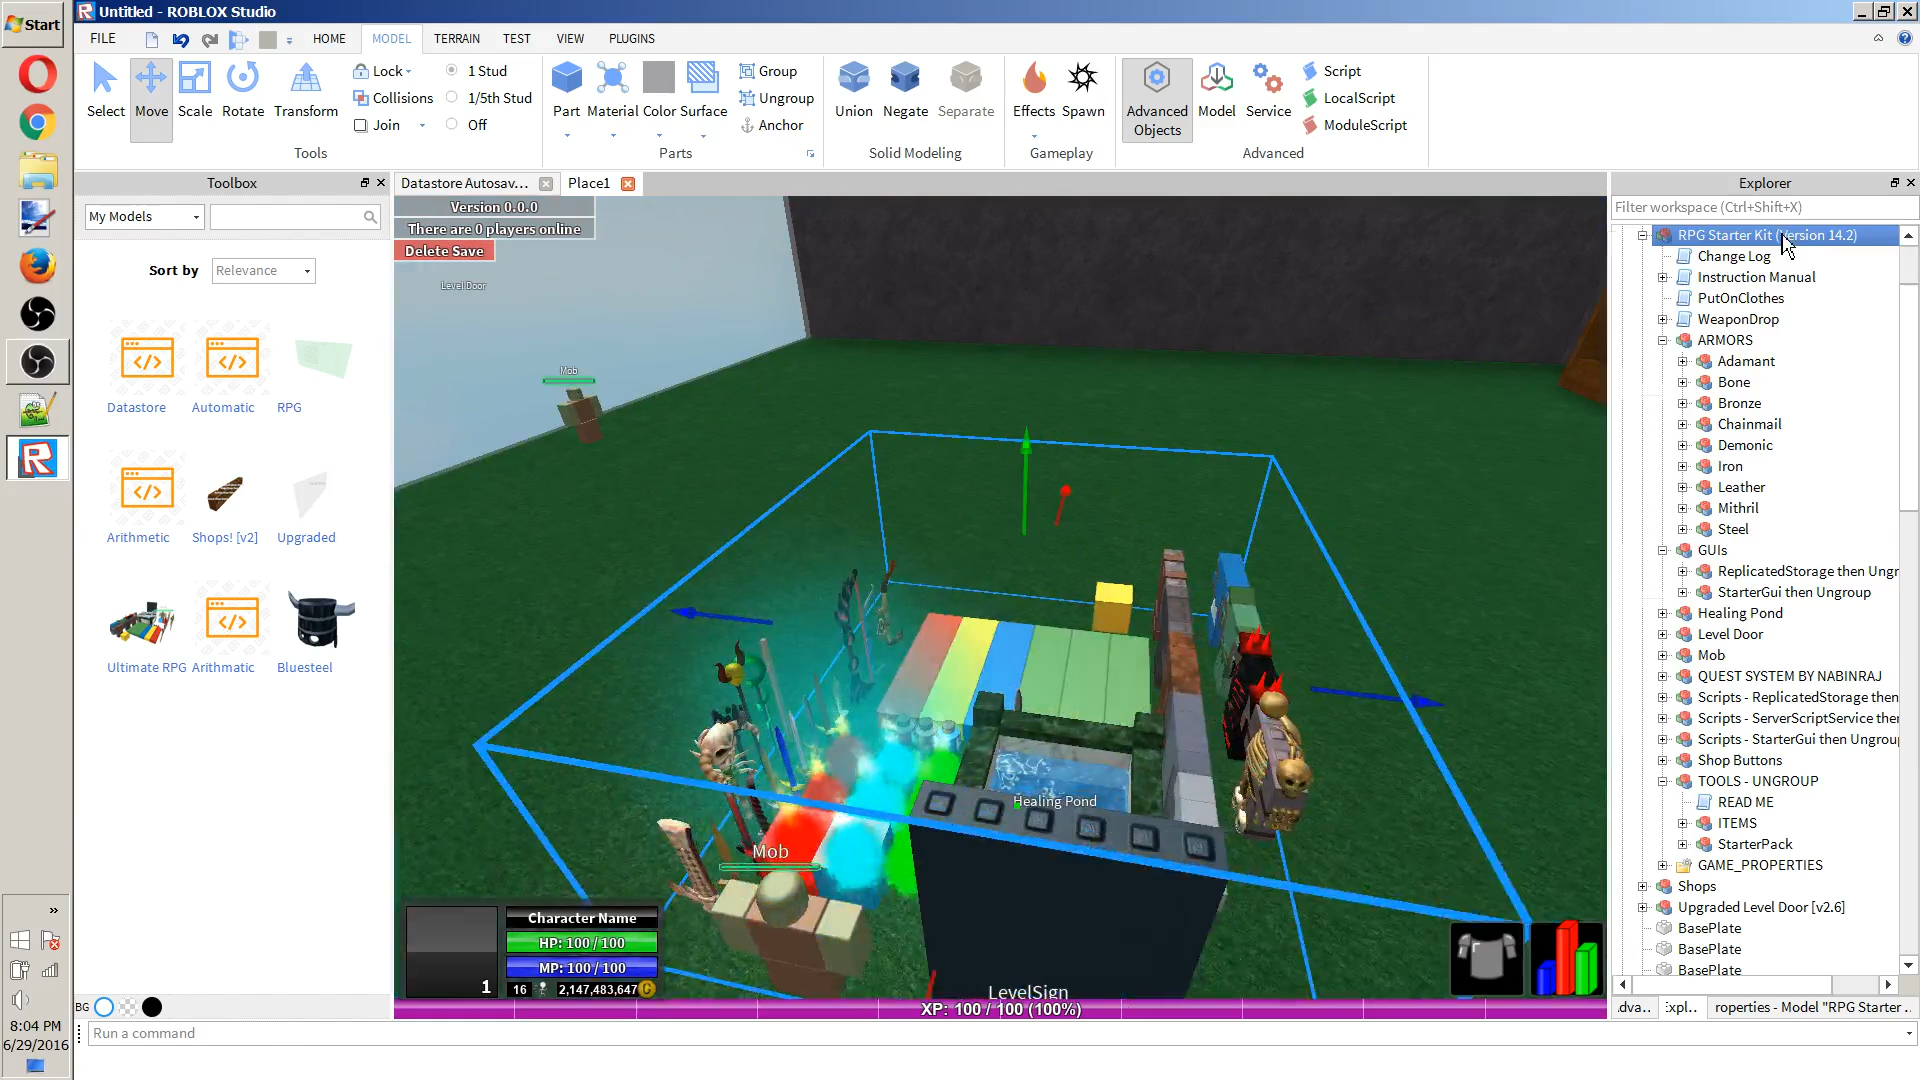 Start
Untitled - ROBLOX Studio
FILE
HOME
MODEL
TERRAIN
TEST
VIEW
PLUGINS
Select
Move
Scale
Rotate
Transform
Lock
Collisions
Join
1 Stud
1/5th Stud
Off
Tools
Part
Material
Color
Surface
Group
Ungroup
Anchor
Parts
Union
Negate
Separate
Solid Modeling
Effects
Spawn
Gameplay
Advanced
Objects
Model
Service
Script
LocalScript
ModuleScript
Advanced
Toolbox
My Models
Sort by
Relevance
Datastore
Automatic
RPG
Arithmetic
Shops! [v2]
Upgraded
Ultimate RPG
Arithmatic
Bluesteel
BG
Datastore Autosav...
Place1
Version 0.0.0
There are 0 players online
Delete Save
Level Door
Mob
Healing Pond
Mob
LevelSign
1
Character Name
HP: 100 / 100
MP: 100 / 100
16
2,147,483,647
XP: 100 / 100 (100%)
Explorer
Filter workspace (Ctrl+Shift+X)
RPG Starter Kit (Version 14.2)
Change Log
Instruction Manual
PutOnClothes
WeaponDrop
ARMORS
Adamant
Bone
Bronze
Chainmail
Demonic
Iron
Leather
Mithril
Steel
GUIs
ReplicatedStorage then Ungr
StarterGui then Ungroup
Healing Pond
Level Door
Mob
QUEST SYSTEM BY NABINRAJ
Scripts - ReplicatedStorage then
Scripts - ServerScriptService ther
Scripts - StarterGui then Ungrou
Shop Buttons
TOOLS - UNGROUP
READ ME
ITEMS
StarterPack
GAME_PROPERTIES
Shops
Upgraded Level Door [v2.6]
BasePlate
BasePlate
BasePlate
dva..
Expl..
roperties - Model "RPG Starter ..
Run a command
8:04 PM
6/29/2016